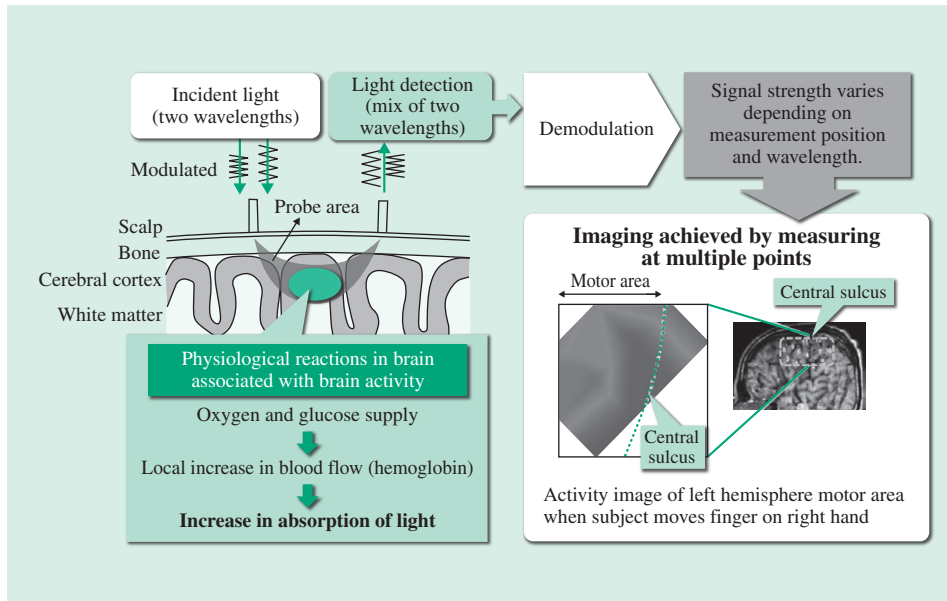 Incident light
(two wavelengths)
Light detection
(mix of two
wavelengths)
Demodulation
Signal strength varies
depending on
measurement position
and wavelength.
Modulated
Probe area
Scalp
Bone
Cerebral cortex
White matter
Physiological reactions in brain
associated with brain activity
Oxygen and glucose supply
Local increase in blood flow (hemoglobin)
Increase in absorption of light
Imaging achieved by measuring
at multiple points
Motor area
Central sulcus
Central
sulcus
Activity image of left hemisphere motor area
when subject moves finger on right hand